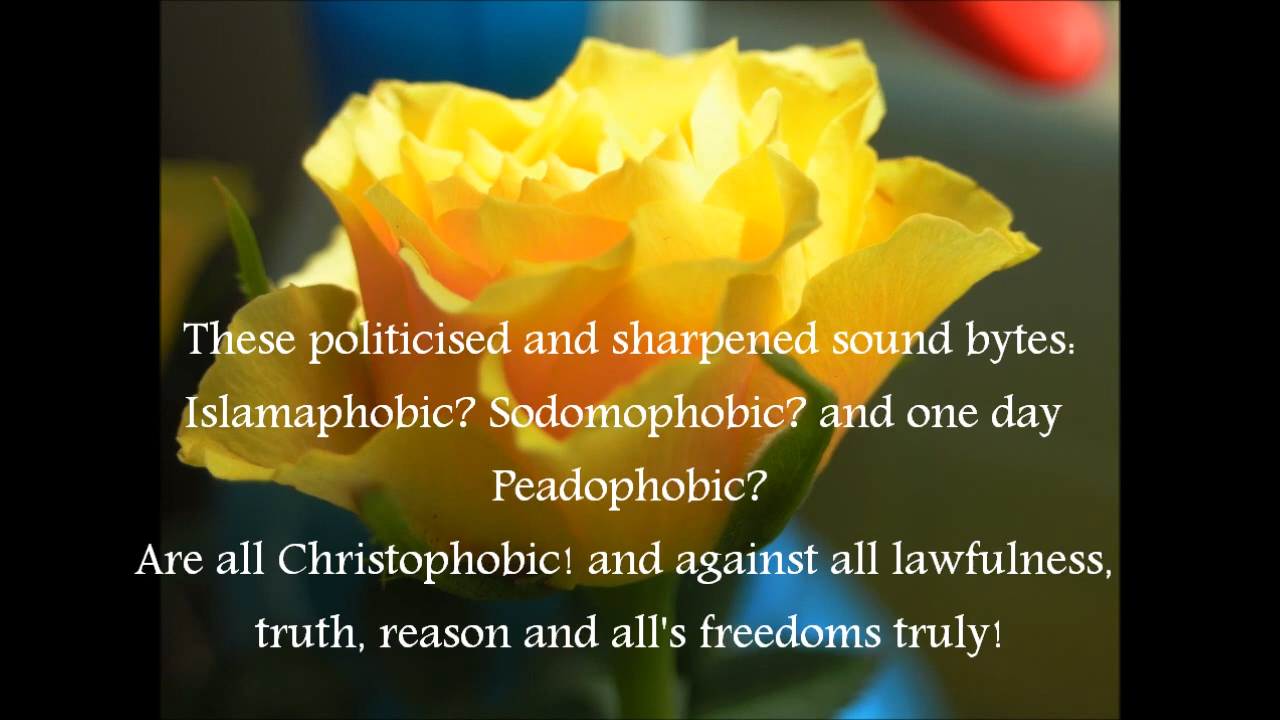 These politicised and sharpened sound bytes:
Islamaphobic? Sodomophobic? and one day
Peadophobic?
Are all Christophobic! and against all lawfulness,
truth, reason and all's freedoms truly!